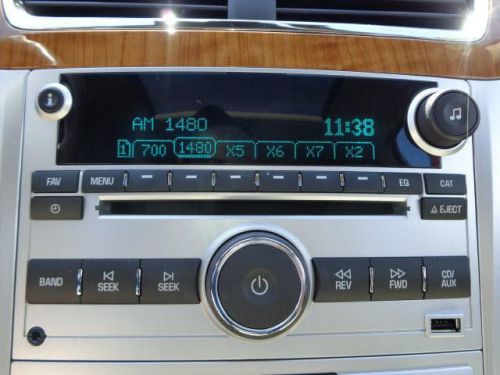 i
AM 1480 11:38
1 700 1480 X5 X6 X7 X2
FAV MENU EQ CAT
EJECT
BAND SEEK SEEK REV FWD CD/AUX